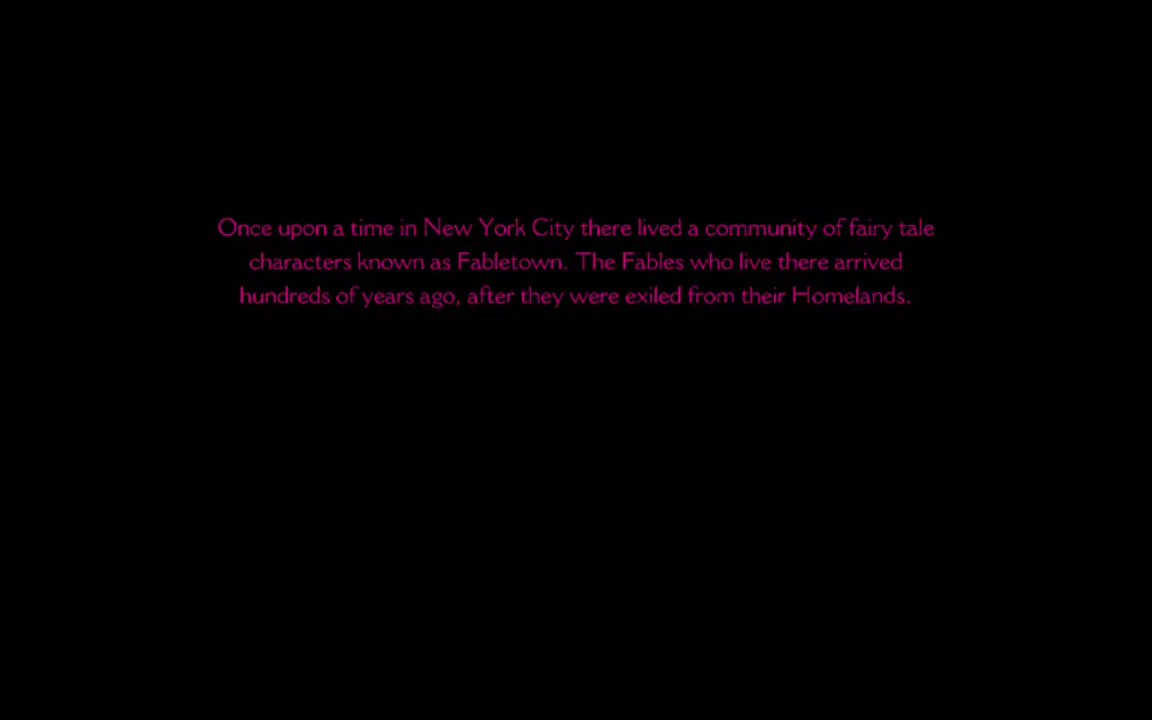 Once upon a time in New York City there lived a community of fairy tale
characters known as Fabletown. The Fables who live there arrived
hundreds of years ago, after they were exiled from their Homelands.